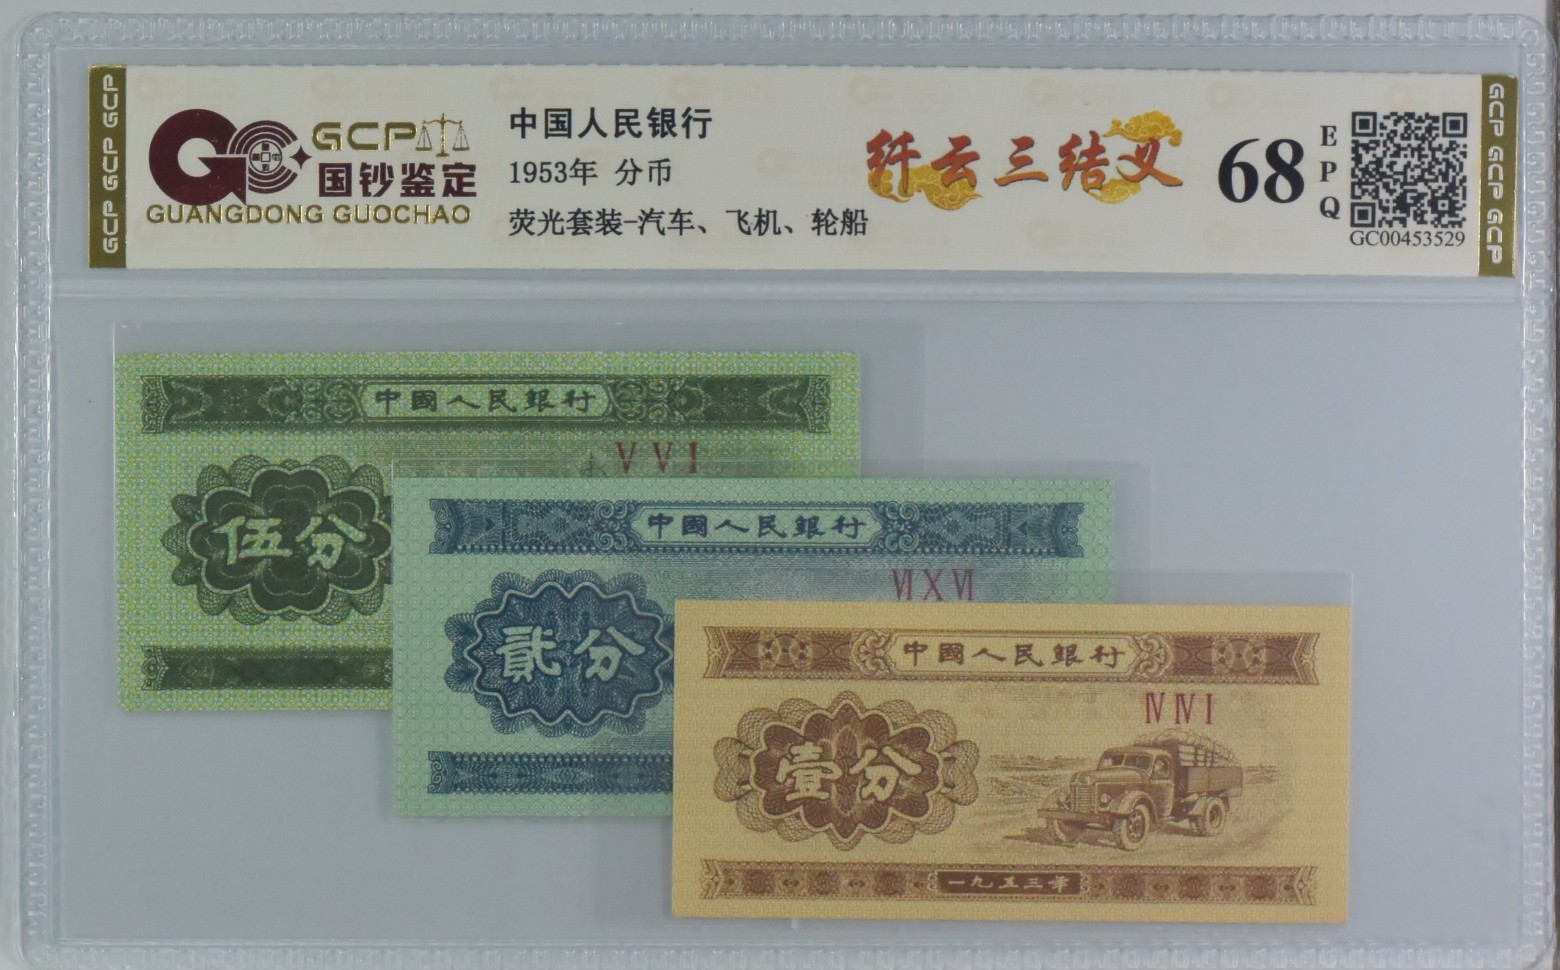 GCP GCP GCP
GCP
国钞鉴定
GUANGDONG GUOCHAO
中国人民银行
1953年 分币
荧光套装-汽车、飞机、轮船
纤云三结义
68
EPQ
GC00453529
GCP GCP GCP
中國人民銀行
VVI
伍分
中國人民銀行
VIXVI
貳分
中國人民銀行
IVIVI
壹分
一九五三年